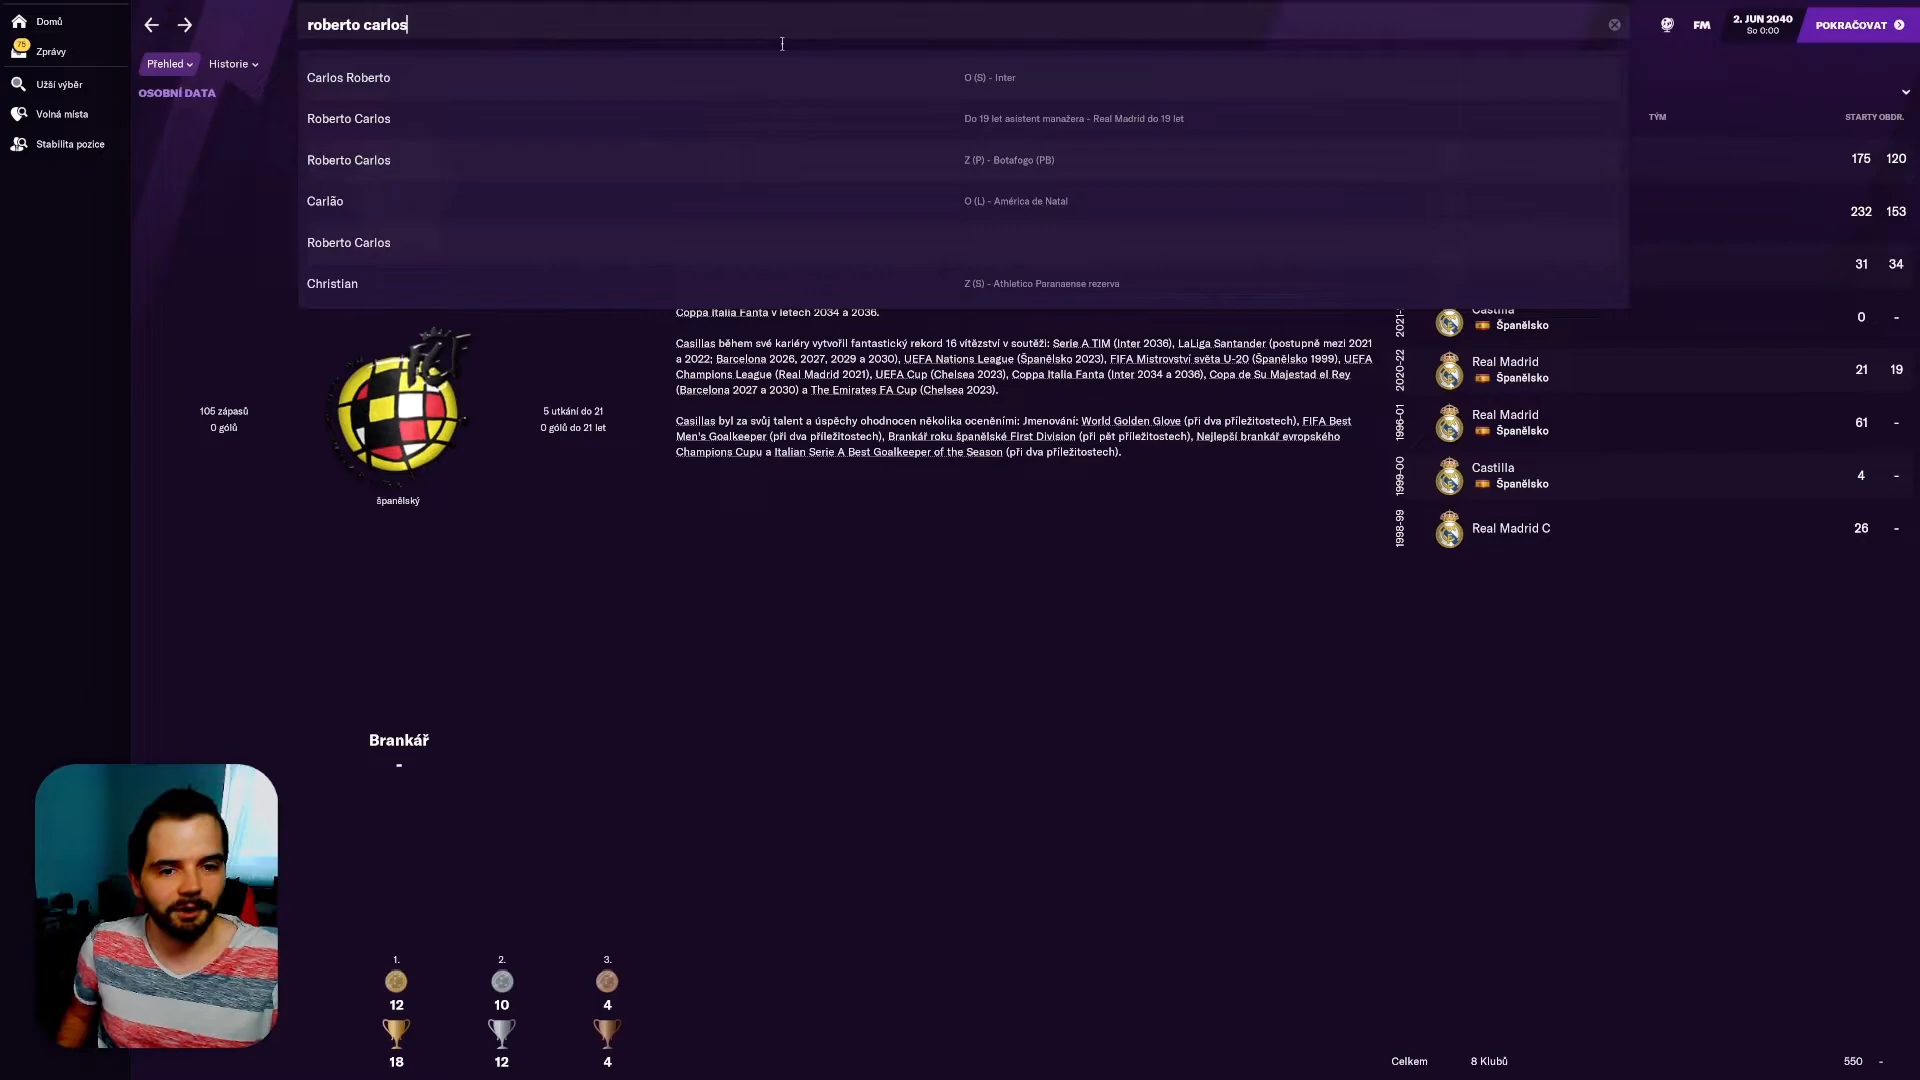 Domů
75
Zprávy
Užší výběr
Volná místa
Stabilita pozice
roberto carlos
FM
2. JUN 2040
So 0:00
POKRAČOVAT
Přehled
Historie
OSOBNÍ DATA
Carlos Roberto
O (S) - Inter
Roberto Carlos
Do 19 let asistent manažera - Real Madrid do 19 let
Roberto Carlos
Z (P) - Botafogo (PB)
Carlão
O (L) - América de Natal
Roberto Carlos
Christian
Z (S) - Athletico Paranaense rezerva
105 zápasů
0 gólů
španělský
5 utkání do 21
0 gólů do 21 let
Coppa Italia Fanta v letech 2034 a 2036.
Casillas během své kariéry vytvořil fantastický rekord 16 vítězství v soutěži: Serie A TIM (Inter 2036), LaLiga Santander (postupně mezi 2021
a 2022; Barcelona 2026, 2027, 2029 a 2030), UEFA Nations League (Španělsko 2023), FIFA Mistrovství světa U-20 (Španělsko 1999), UEFA
Champions League (Real Madrid 2021), UEFA Cup (Chelsea 2023), Coppa Italia Fanta (Inter 2034 a 2036), Copa de Su Majestad el Rey
(Barcelona 2027 a 2030) a The Emirates FA Cup (Chelsea 2023).
Casillas byl za svůj talent a úspěchy ohodnocen několika oceněními: Jmenování: World Golden Glove (při dva příležitostech), FIFA Best
Men's Goalkeeper (při dva příležitostech), Brankář roku španělské First Division (při pět příležitostech), Nejlepší brankář evropského
Champions Cupu a Italian Serie A Best Goalkeeper of the Season (při dva příležitostech).
TÝM
STARTY OBDR.
175 120
232 153
31 34
2021-
Castilla
Španělsko
0 -
2020-22
Real Madrid
Španělsko
21 19
1996-01
Real Madrid
Španělsko
61 -
1999-00
Castilla
Španělsko
4 -
1998-99
Real Madrid C
26 -
Brankář
-
1. 2. 3.
12 10 4
18 12 4
Celkem 8 Klubů 550 -